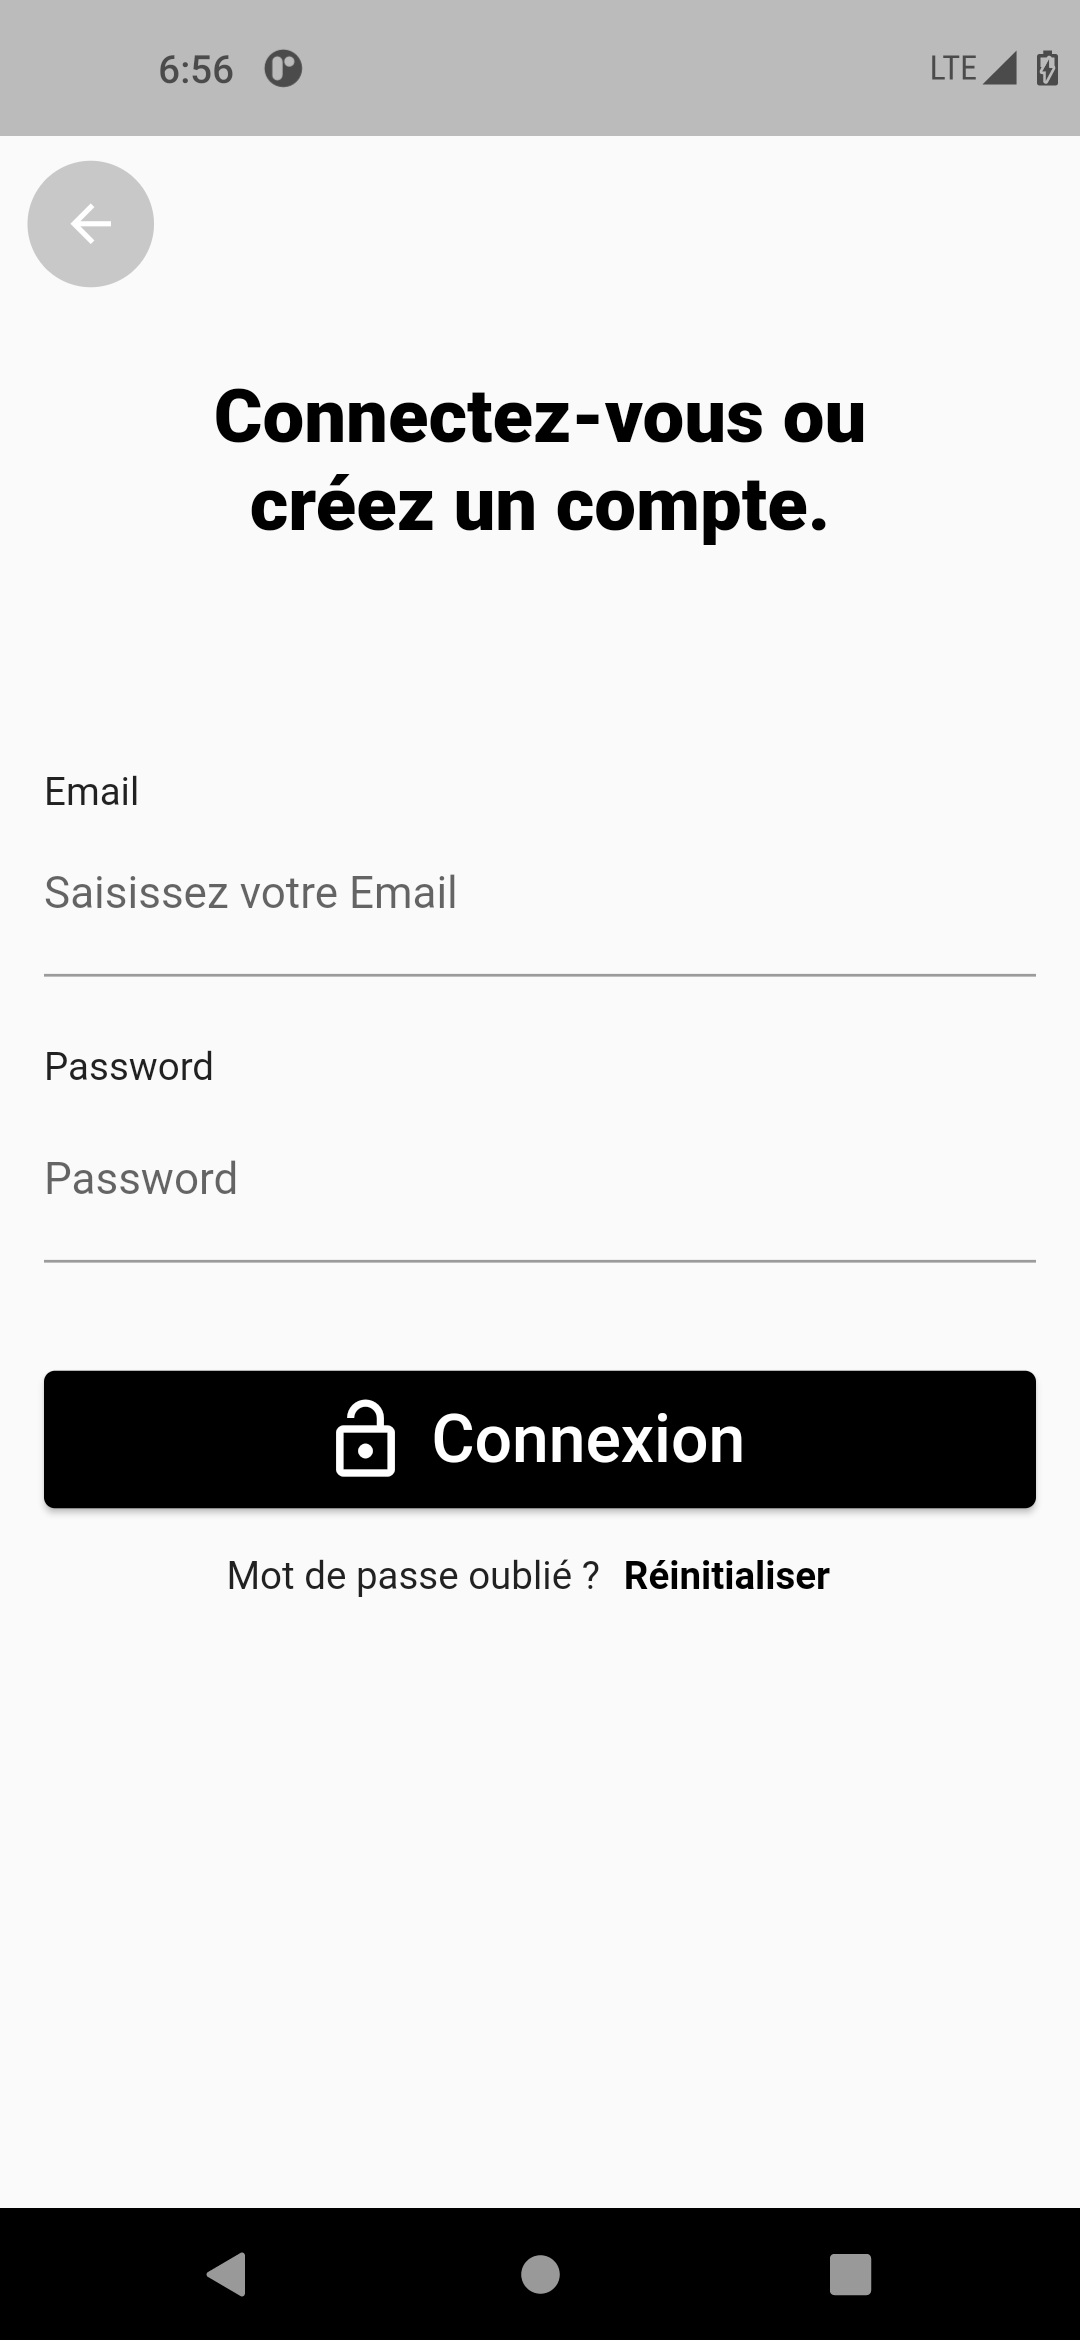 6:56 LTE
Connectez-vous ou
créez un compte.
Email
Saisissez votre Email
Password
Password
Connexion
Mot de passe oublié ? Réinitialiser